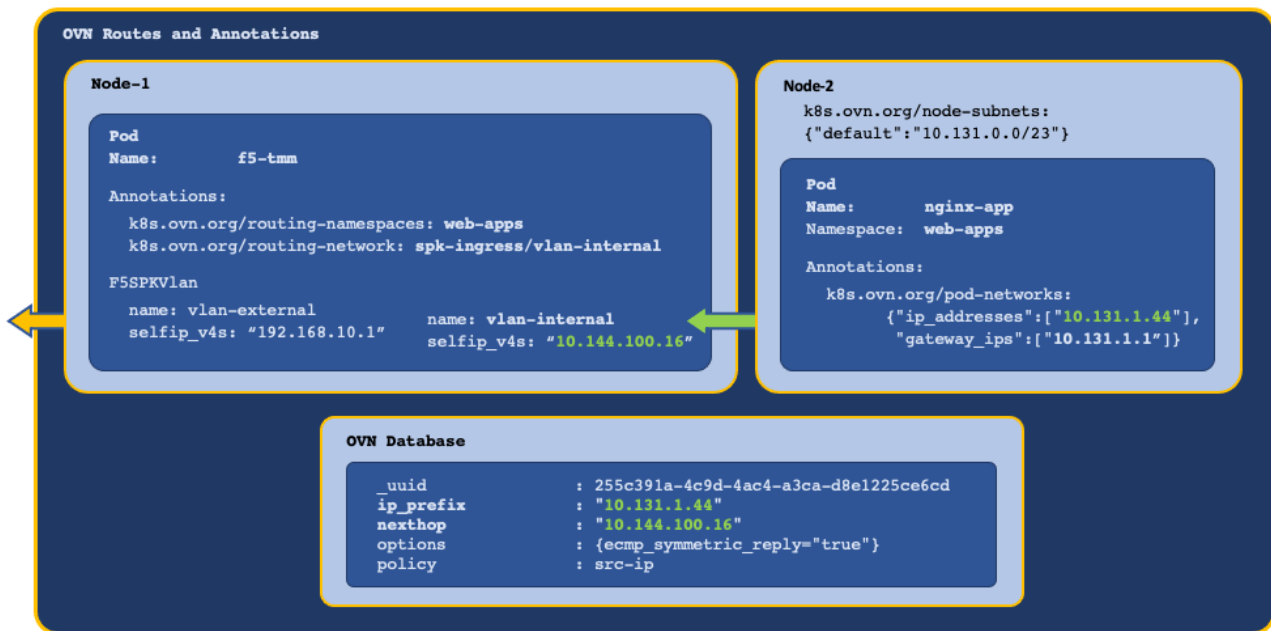 OVN Routes and Annotations
Node-1
Pod
Name: f5-tmm
Annotations:
k8s.ovn.org/routing-namespaces: web-apps
k8s.ovn.org/routing-network: spk-ingress/vlan-internal
F5SPKVlan
name: vlan-external
selfip_v4s: “192.168.10.1”
name: vlan-internal
selfip_v4s: “10.144.100.16”
Node-2
k8s.ovn.org/node-subnets:
{"default":"10.131.0.0/23"}
Pod
Name: nginx-app
Namespace: web-apps
Annotations:
k8s.ovn.org/pod-networks:
{"ip_addresses":["10.131.1.44"],
"gateway_ips":["10.131.1.1”]}
OVN Database
_uuid : 255c391a-4c9d-4ac4-a3ca-d8e1225ce6cd
ip_prefix : "10.131.1.44"
nexthop : "10.144.100.16"
options : {ecmp_symmetric_reply="true"}
policy : src-ip